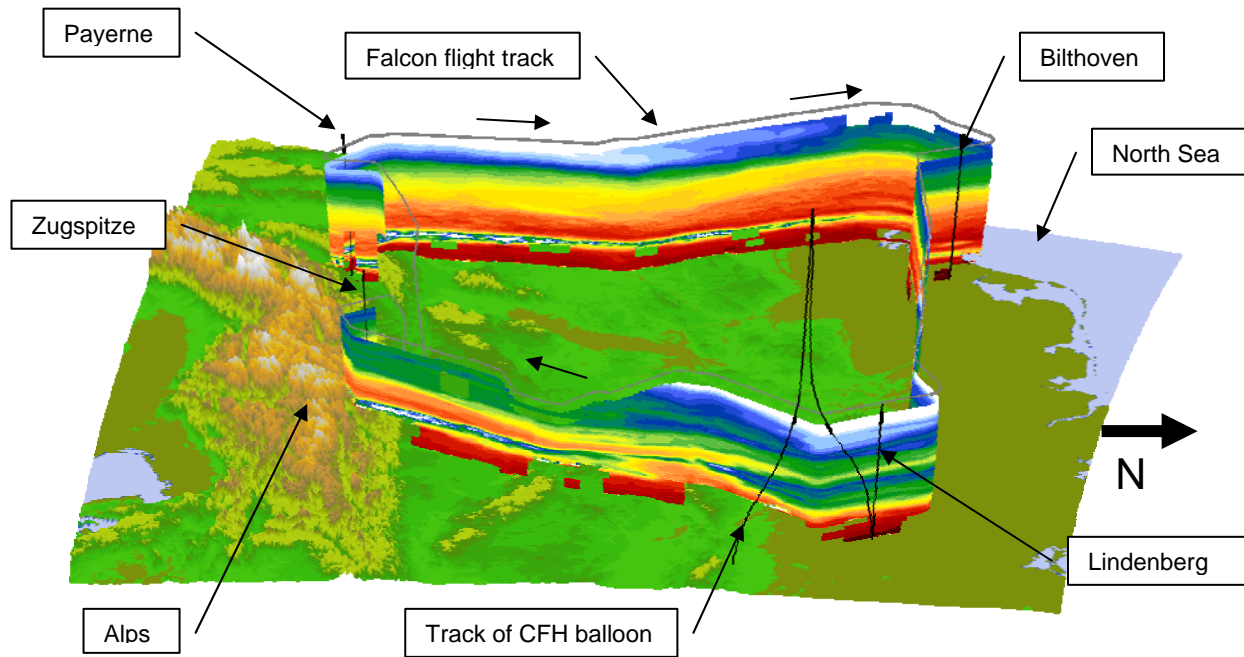 Payerne
Falcon flight track
Bilthoven
North Sea
Zugspitze
N
Lindenberg
Alps
Track of CFH balloon